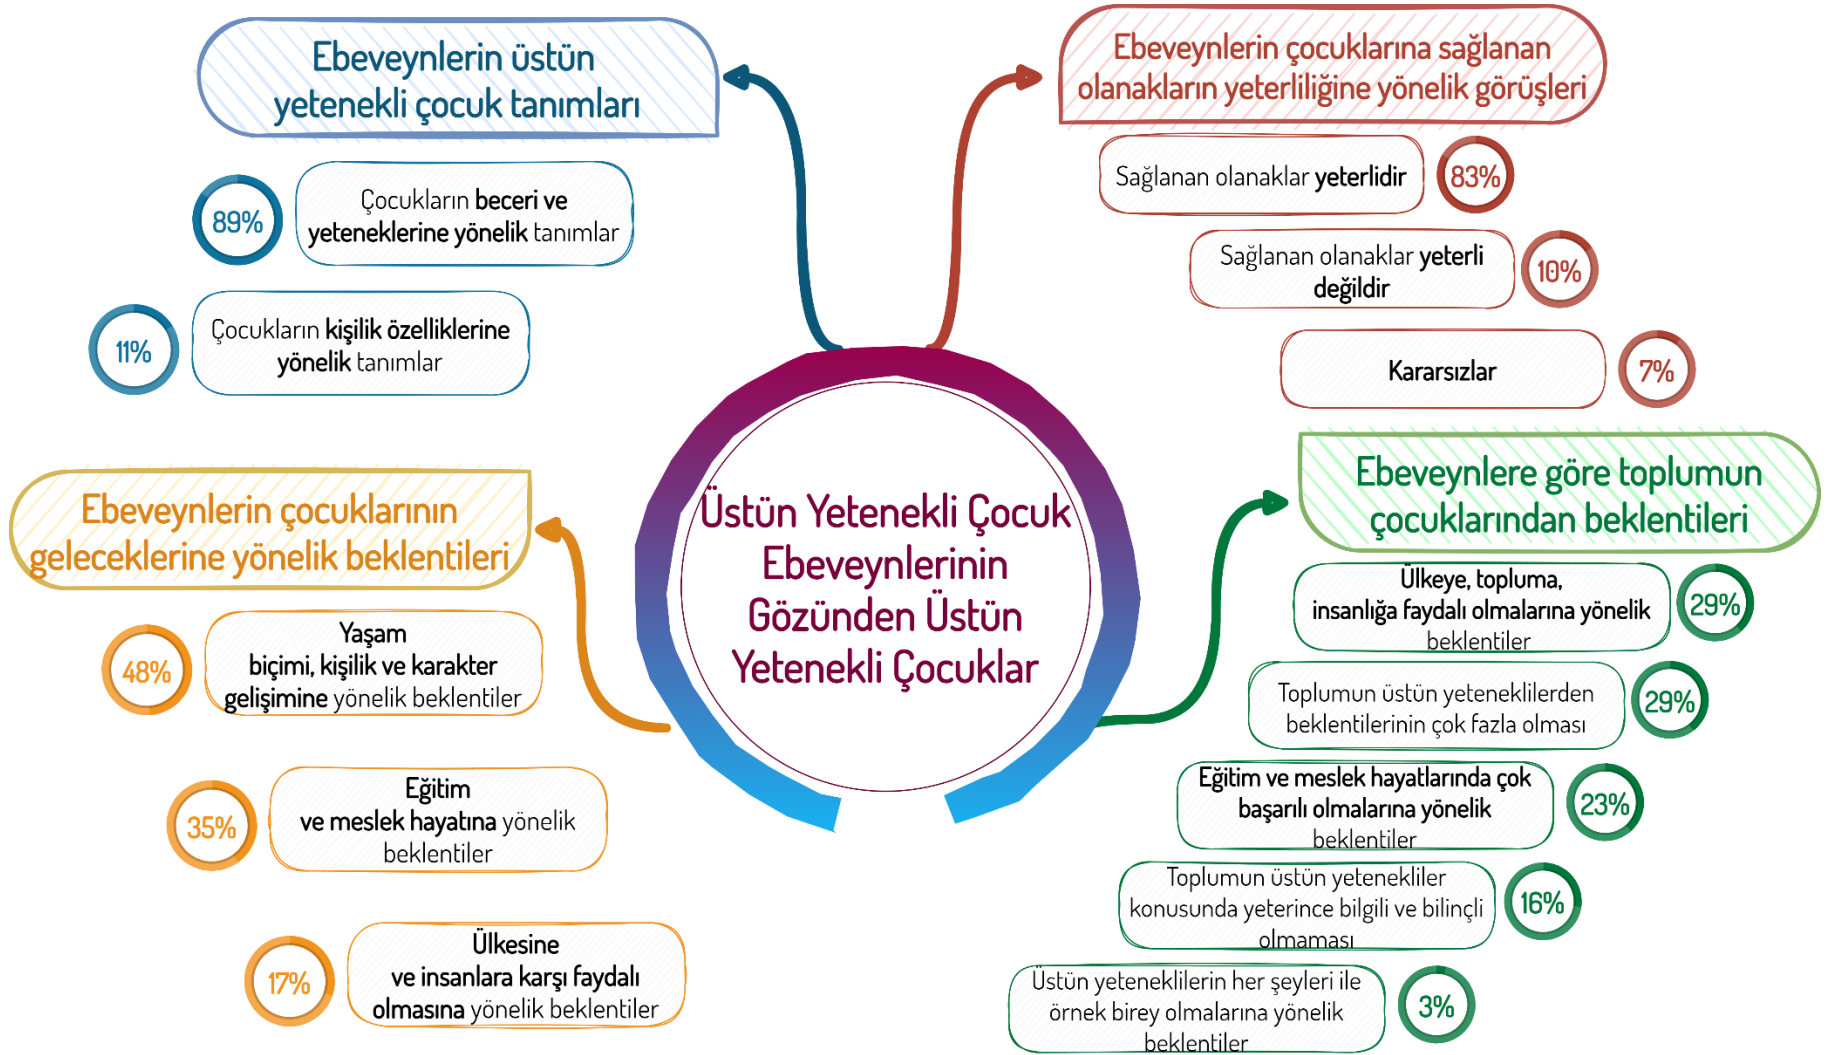 Ebeveynlerin üstün
yetenekli çocuk tanımları
89%
Çocukların beceri ve
yeteneklerine yönelik tanımlar
11%
Çocukların kişilik özelliklerine
yönelik tanımlar
Ebeveynlerin çocuklarına sağlanan
olanakların yeterliliğine yönelik görüşleri
Sağlanan olanaklar yeterlidir
83%
Sağlanan olanaklar yeterli
değildir
10%
Kararsızlar
7%
Üstün Yetenekli Çocuk
Ebeveynlerinin
Gözünden Üstün
Yetenekli Çocuklar
Ebeveynlerin çocuklarının
geleceklerine yönelik beklentileri
48%
Yaşam
biçimi, kişilik ve karakter
gelişimine yönelik beklentiler
35%
Eğitim
ve meslek hayatına yönelik
beklentiler
17%
Ülkesine
ve insanlara karşı faydalı
olmasına yönelik beklentiler
Ebeveynlere göre toplumun
çocuklarından beklentileri
Ülkeye, topluma,
insanlığa faydalı olmalarına yönelik
beklentiler
29%
Toplumun üstün yeteneklilerden
beklentilerinin çok fazla olması
29%
Eğitim ve meslek hayatlarında çok
başarılı olmalarına yönelik
beklentiler
23%
Toplumun üstün yetenekliler
konusunda yeterince bilgili ve bilinçli
olmaması
16%
Üstün yeteneklilerin her şeyleri ile
örnek birey olmalarına yönelik
beklentiler
3%